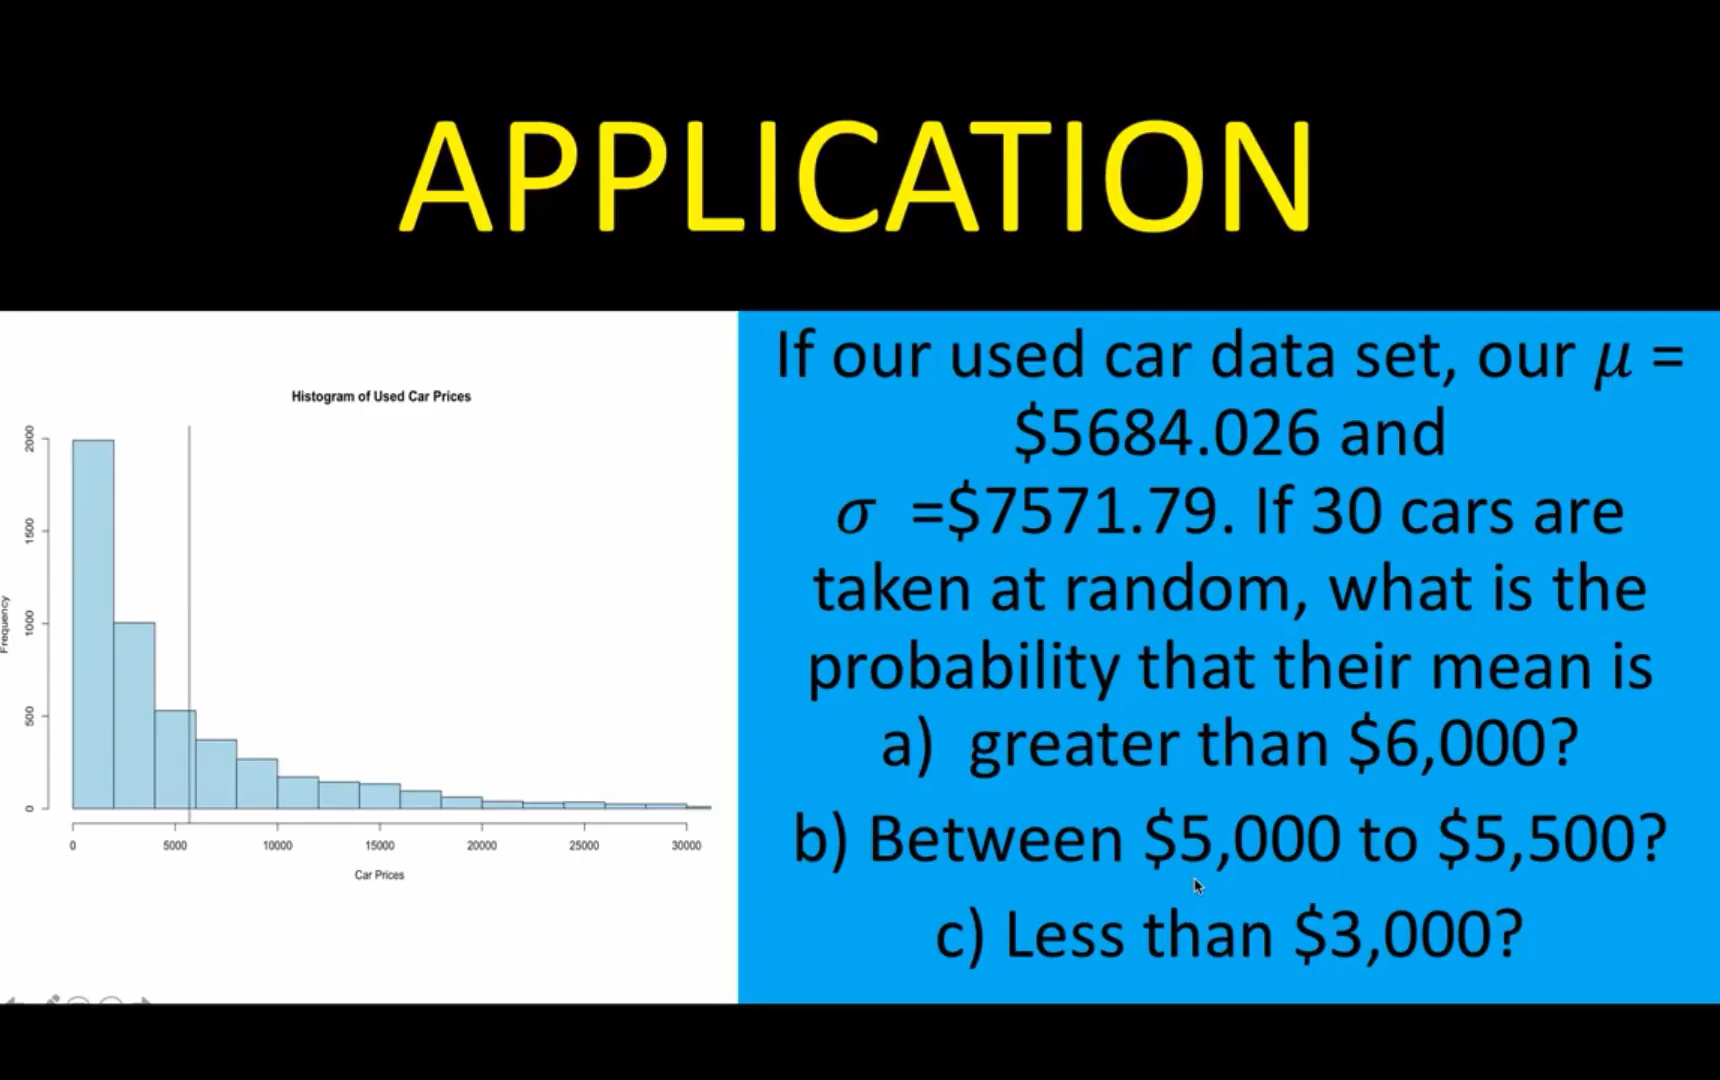 APPLICATION
Histogram of Used Car Prices
Frequency
2000
1500
1000
500
0
0 5000 10000 15000 20000 25000 30000
Car Prices
If our used car data set, our 𝜇 =
$5684.026 and
𝜎 =$7571.79. If 30 cars are
taken at random, what is the
probability that their mean is
a) greater than $6,000?
b) Between $5,000 to $5,500?
c) Less than $3,000?